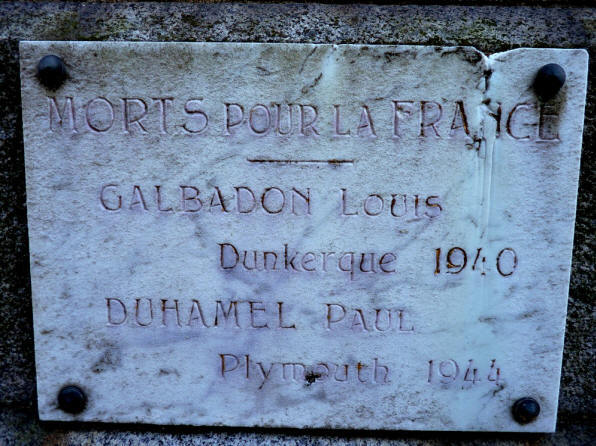 MORTS POUR LA FRANCE
GALBADON LOUIS
Dunkerque 1940
DUHAMEL PAUL
Plymouth 1944